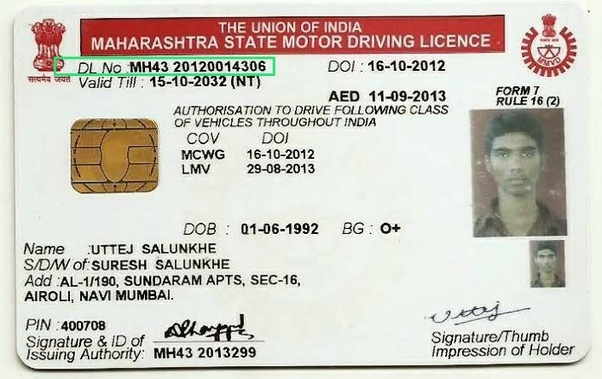 THE UNION OF INDIA
MAHARASHTRA STATE MOTOR DRIVING LICENCE
सत्यमेव जयते
MMVD
DL No :MH43 20120014306 DOI : 16-10-2012
Valid Till : 15-10-2032 (NT)
AED 11-09-2013
FORM 7
RULE 16 (2)
AUTHORISATION TO DRIVE FOLLOWING CLASS
OF VEHICLES THROUGHOUT INDIA
COV DOI
MCWG 16-10-2012
LMV 29-08-2013
DOB : 01-06-1992 BG : O+
Name :UTTEJ SALUNKHE
S/D/W of :SURESH SALUNKHE
Add :AL-1/190, SUNDARAM APTS, SEC-16,
AIROLI, NAVI MUMBAI.
PIN :400708
Signature & ID of
Issuing Authority: MH43 2013299
Uttej
Signature/Thumb
Impression of Holder